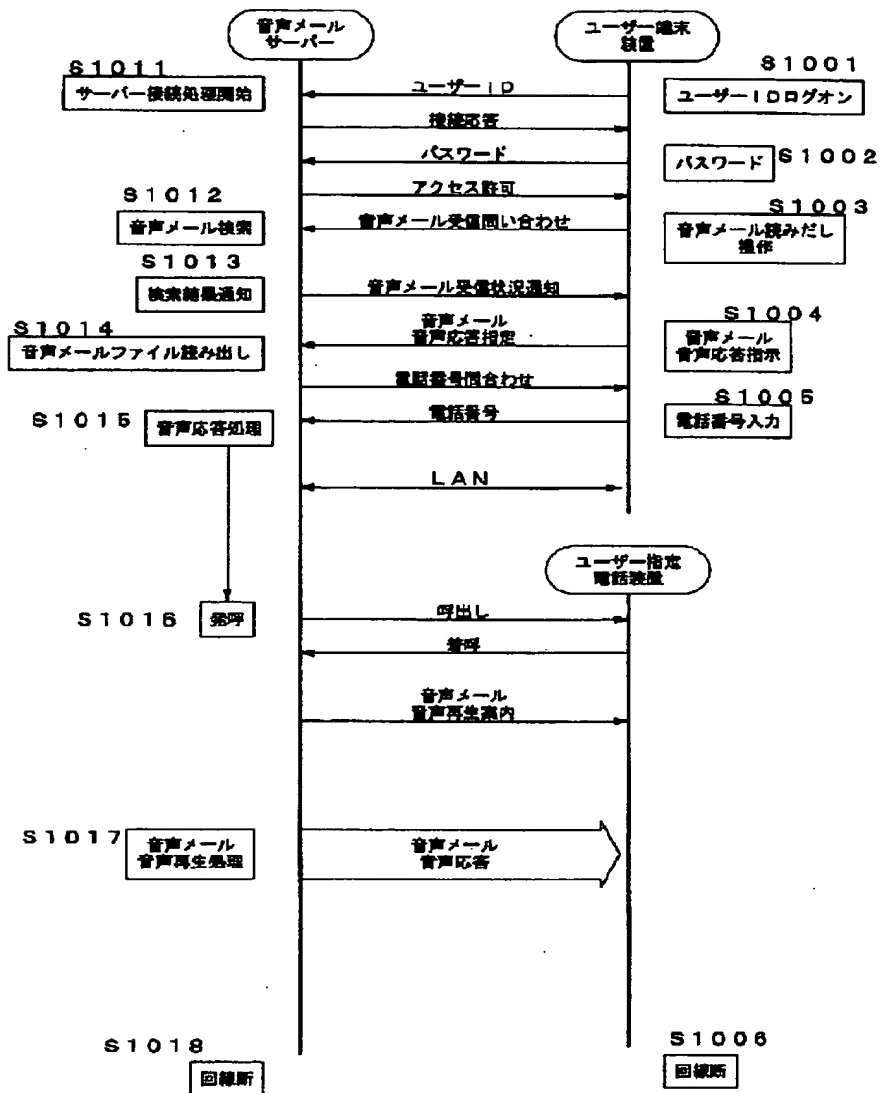 音声メール
サーバー
ユーザー端末
装置
S1011
サーバー接続処理開始
ユーザーID
S1001
ユーザーIDログオン
接続応答
パスワード
パスワード
S1002
アクセス許可
S1012
音声メール検索
音声メール受信問い合わせ
S1003
音声メール読みだし
操作
S1013
検索結果通知
音声メール受信状況通知
S1014
音声メールファイル読み出し
音声メール
音声応答指定
S1004
音声メール
音声応答指示
電話番号問合わせ
S1015
音声応答処理
電話番号
S1005
電話番号入力
LAN
ユーザー指定
電話装置
S1016
発呼
呼出し
着呼
音声メール
音声再生案内
S1017
音声メール
音声再生処理
音声メール
音声応答
S1018
回線断
S1006
回線断